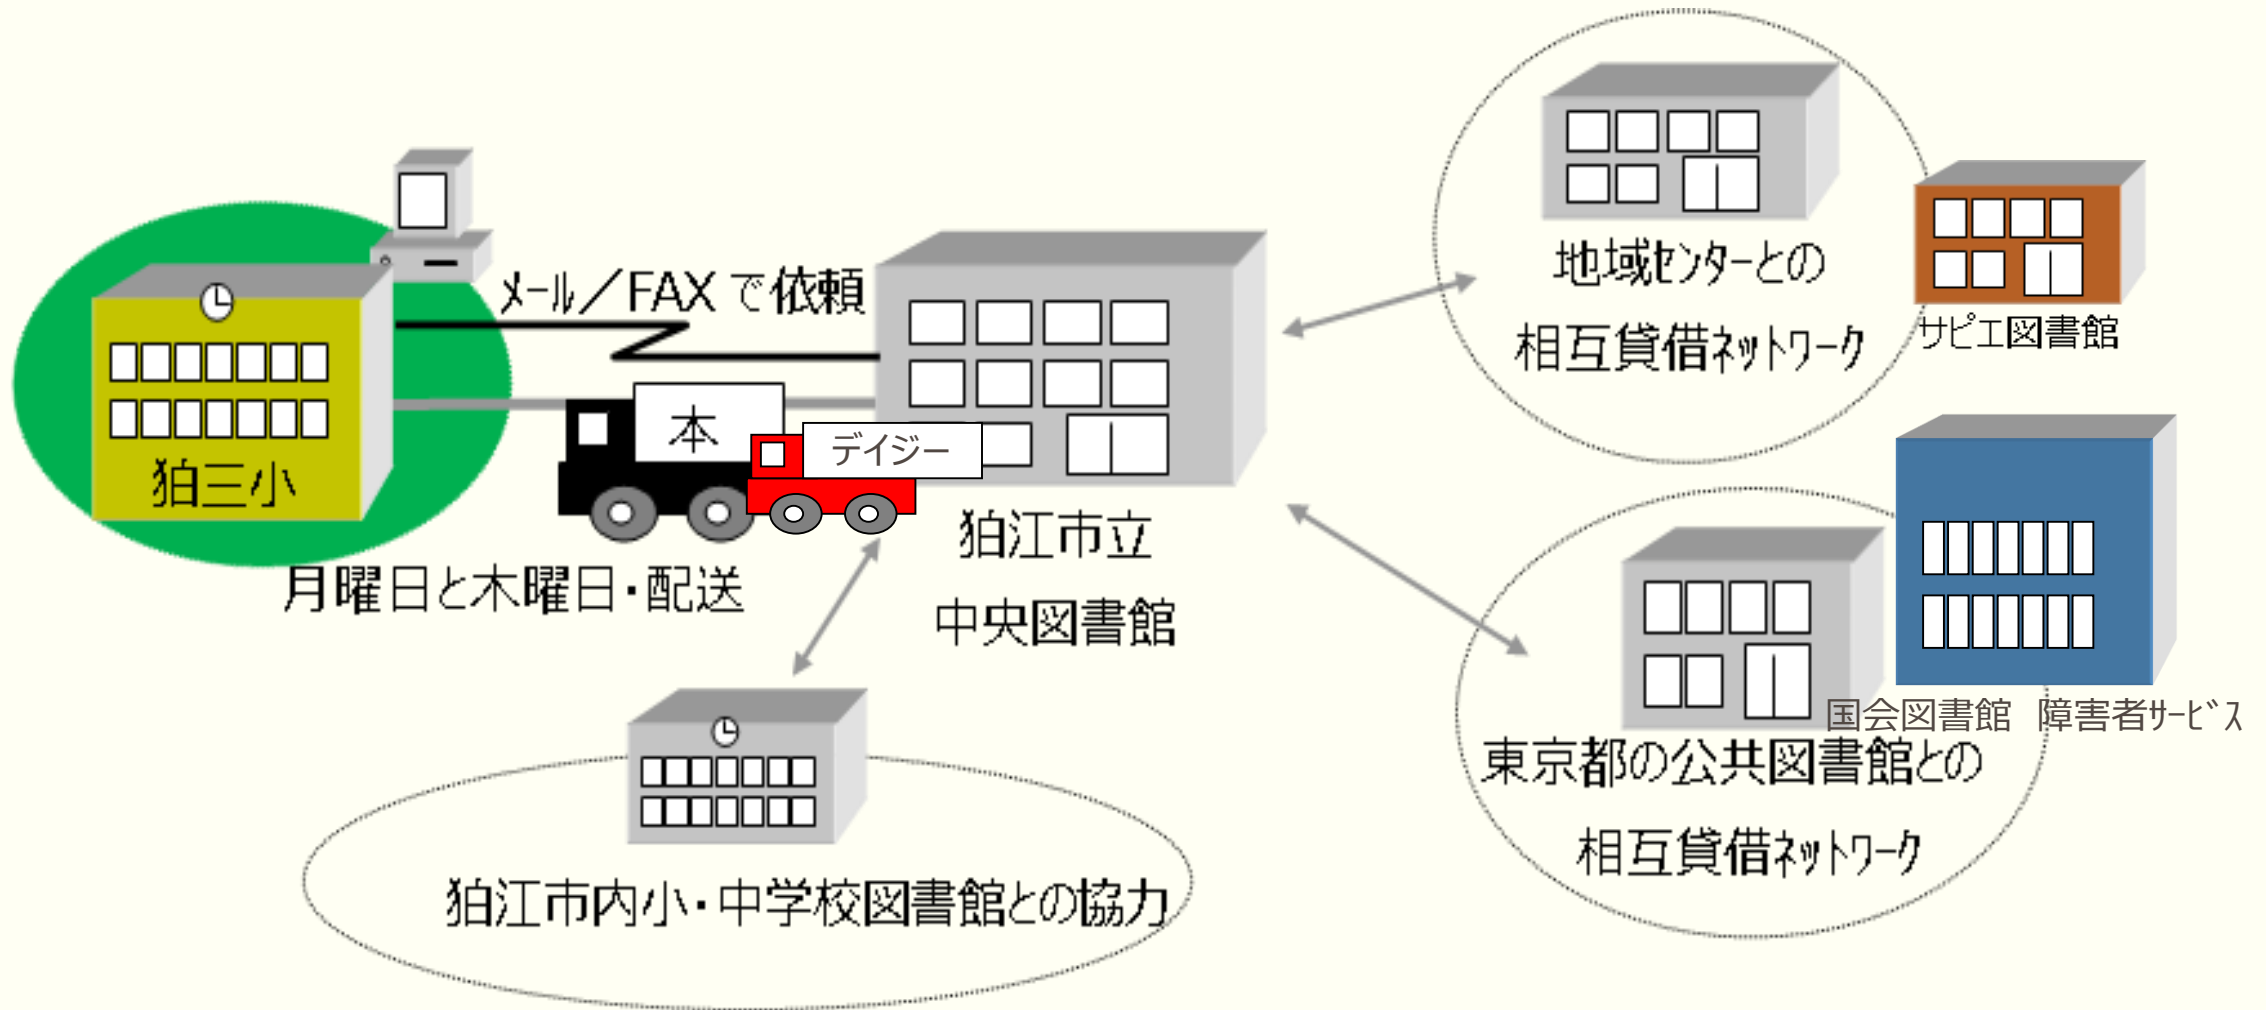 メール／FAX で依頼
狛三小
本
デイジー
月曜日と木曜日・配送
狛江市立
中央図書館
地域センターとの
相互貸借ネットワーク
サピエ図書館
国会図書館　障害者サービス
東京都の公共図書館との
相互貸借ネットワーク
狛江市内小・中学校図書館との協力